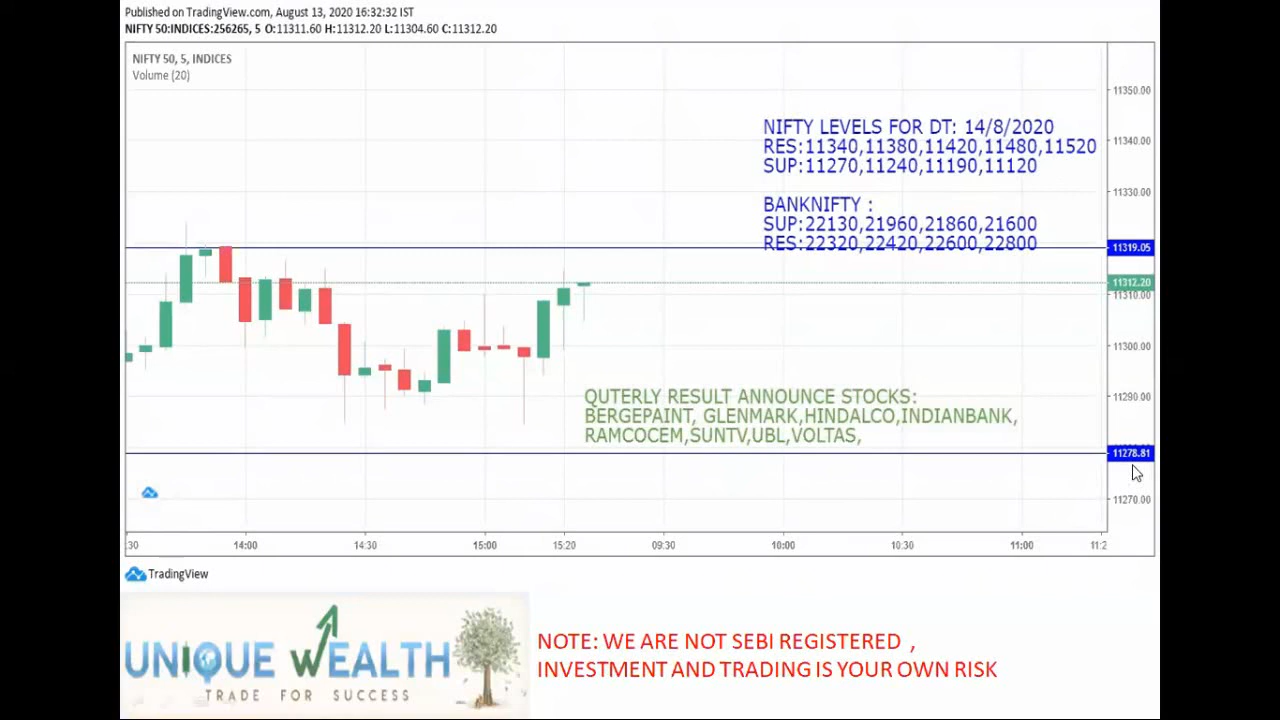 Published on TradingView.com, August 13, 2020 16:32:32 IST
NIFTY 50:INDICES:256265, 5 O:11311.60 H:11312.20 L:11304.60 C:11312.20
NIFTY 50, 5, INDICES
Volume (20)
11350.00
NIFTY LEVELS FOR DT: 14/8/2020
11340.00
RES:11340,11380,11420,11480,11520
SUP:11270,11240,11190,11120
11330.00
BANKNIFTY :
SUP:22130,21960,21860,21600
RES:22320,22420,22600,22800
11319.05
11312.20
11310.00
11300.00
11290.00
QUTERLY RESULT ANNOUNCE STOCKS:
BERGEPAINT, GLENMARK,HINDALCO,INDIANBANK,
RAMCOCEM,SUNTV,UBL,VOLTAS,
11278.81
11270.00
:30 14:00 14:30 15:00 15:20 09:30 10:00 10:30 11:00 11:2
TradingView
UNIQUE WEALTH
TRADE FOR SUCCESS
NOTE: WE ARE NOT SEBI REGISTERED ,
INVESTMENT AND TRADING IS YOUR OWN RISK